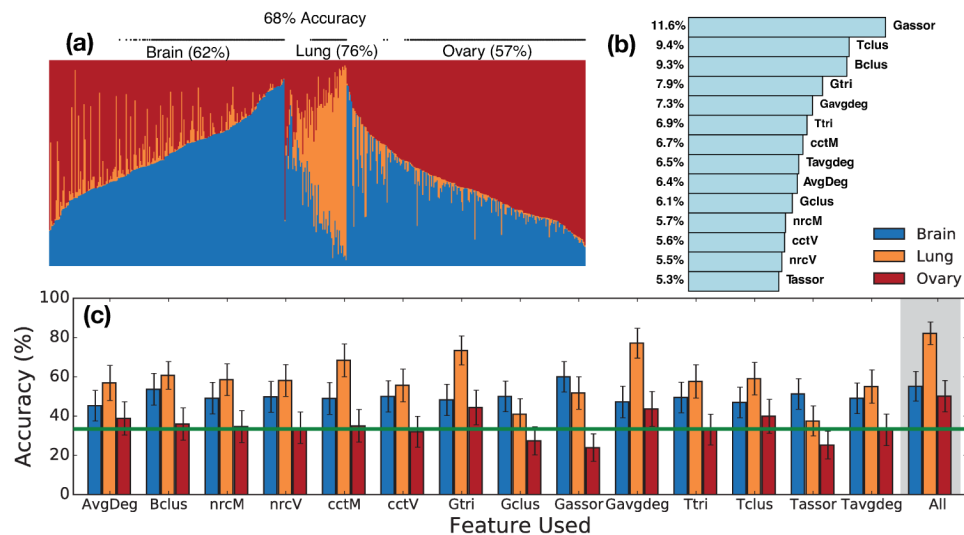 68% Accuracy
(a)
Brain (62%) Lung (76%) Ovary (57%)
(b)
11.6% Gassor
9.4% Tclus
9.3% Bclus
7.9% Gtri
7.3% Gavgdeg
6.9% Ttri
6.7% cctM
6.5% Tavgdeg
6.4% AvgDeg
6.1% Gclus
5.7% nrcM
5.6% cctV
5.5% nrcV
5.3% Tassor
Brain
Lung
Ovary
(c)
Accuracy (%)
100
80
60
40
20
0
AvgDeg Bclus nrcM nrcV cctM cctV Gtri Gclus Gassor Gavgdeg Ttri Tclus Tassor Tavgdeg All
Feature Used